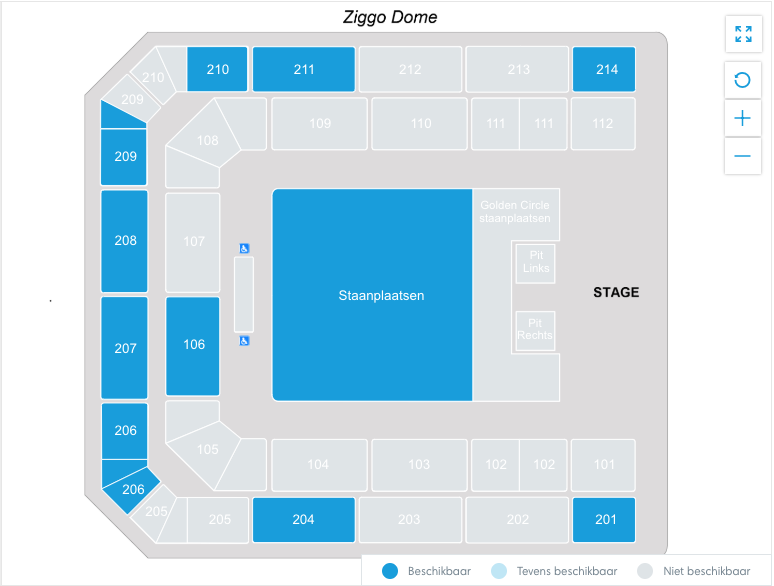 Ziggo Dome
210
210
211
212
213
214
209
108
109
110
111
111
112
209
208
107
Golden Circle
staanplaatsen
Pit
Links
Staanplaatsen
STAGE
Pit
Rechts
207
106
206
105
104
103
102
102
101
206
205
205
204
203
202
201
Beschikbaar
Tevens beschikbaar
Niet beschikbaar